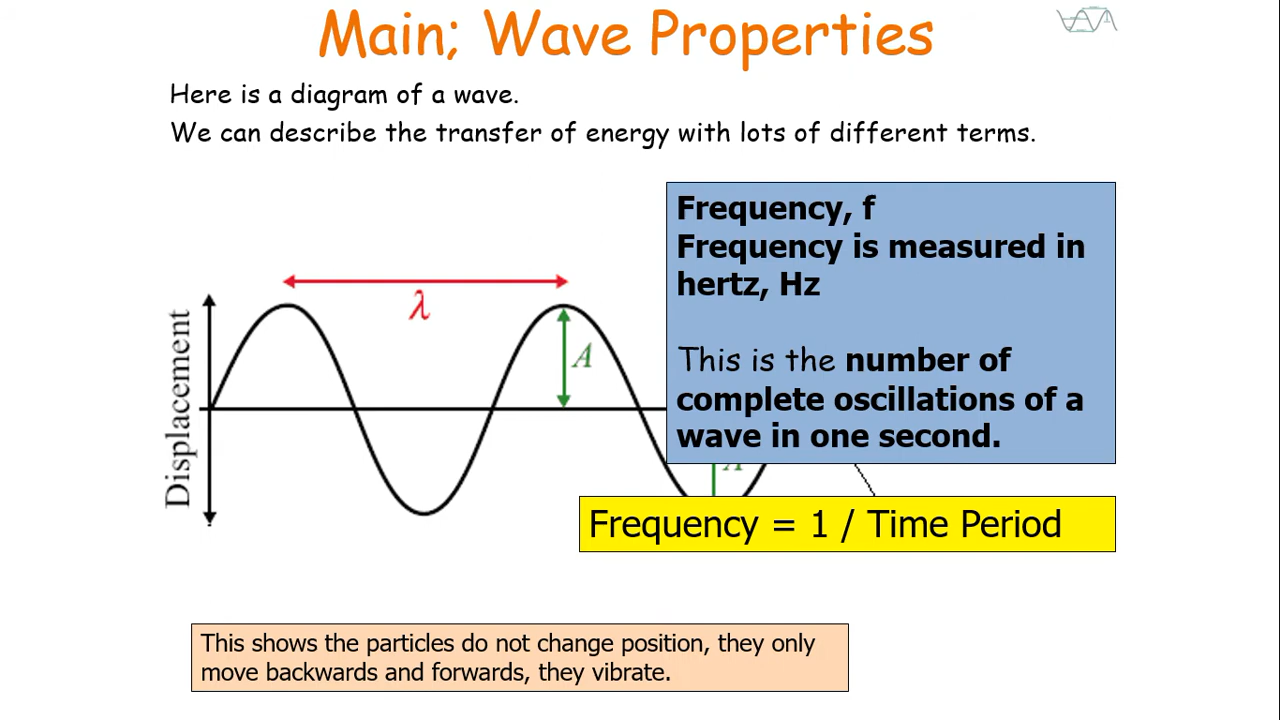 Main; Wave Properties
Here is a diagram of a wave.
We can describe the transfer of energy with lots of different terms.
Frequency, f
Frequency is measured in
hertz, Hz
This is the number of
complete oscillations of a
wave in one second.
λ
A
Displacement
A
Frequency = 1 / Time Period
This shows the particles do not change position, they only
move backwards and forwards, they vibrate.